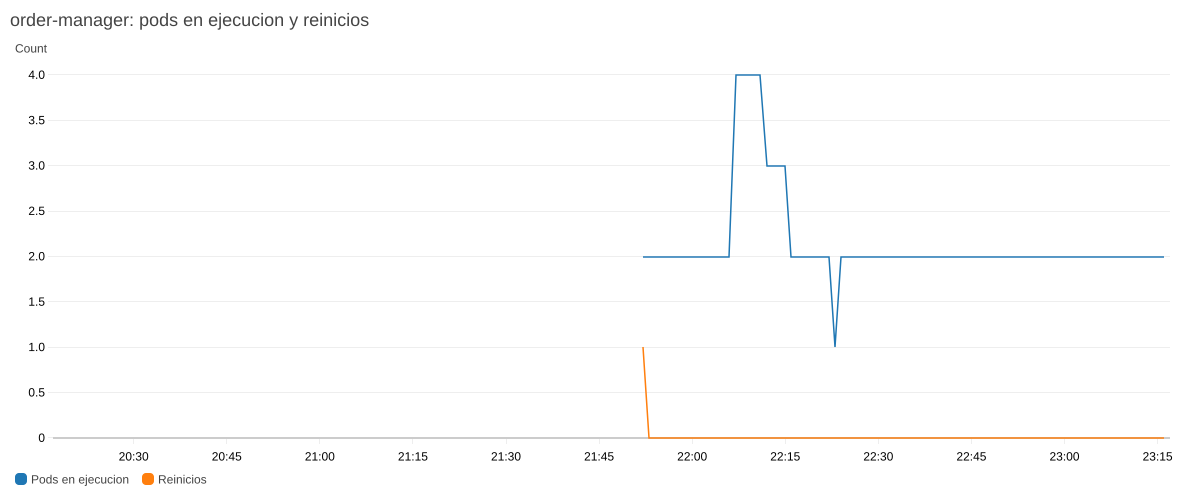 order-manager: pods en ejecucion y reinicios
Count
4.0
3.5
3.0
2.5
2.0
1.5
1.0
0.5
0
20:30 20:45 21:00 21:15 21:30 21:45 22:00 22:15 22:30 22:45 23:00 23:15
Pods en ejecucion Reinicios